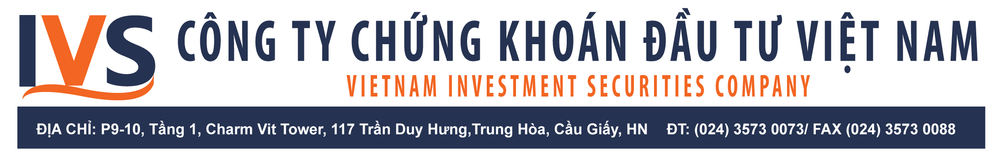 IVS
CÔNG TY CHỨNG KHOÁN ĐẦU TƯ VIỆT NAM
VIETNAM INVESTMENT SECURITIES COMPANY
ĐỊA CHỈ: P9-10, Tầng 1, Charm Vit Tower, 117 Trần Duy Hưng,Trung Hòa, Cầu Giấy, HN ĐT: (024) 3573 0073/ FAX (024) 3573 0088